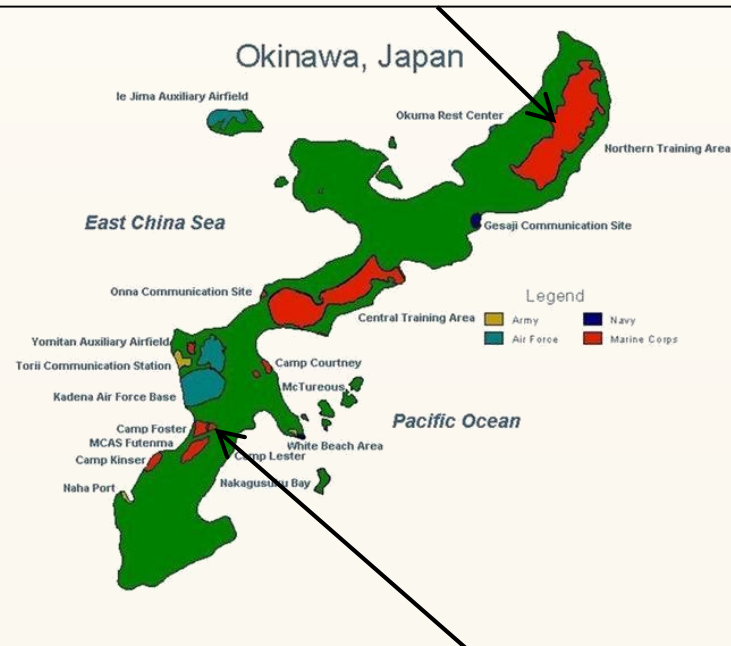 Okinawa, Japan
Ie Jima Auxiliary Airfield
Okuma Rest Center
Northern Training Area
East China Sea
Gesaji Communication Site
Onna Communication Site
Central Training Area
Legend
Army
Navy
Air Force
Marine Corps
Yomitan Auxiliary Airfield
Torii Communication Station
Kadena Air Force Base
Camp Courtney
McTureous
Pacific Ocean
Camp Foster
MCAS Futenma
Camp Kinser
White Beach Area
Camp Lester
Naha Port
Nakagusuku Bay